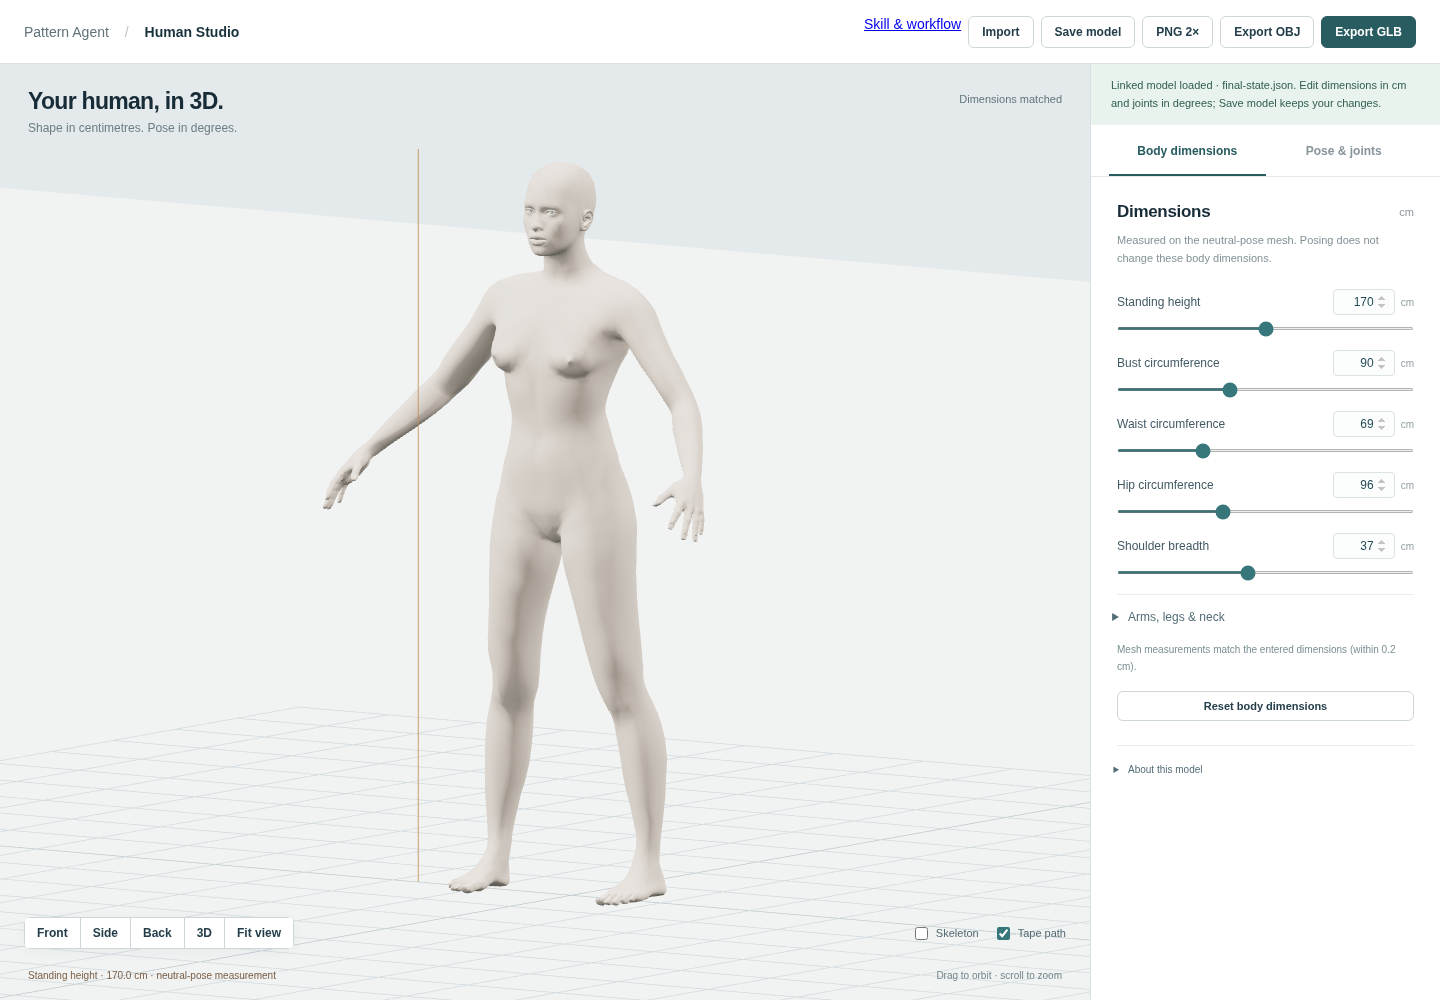 Pattern Agent / Human Studio
Skill & workflow
Import
Save model
PNG 2×
Export OBJ
Export GLB
Your human, in 3D.
Shape in centimetres. Pose in degrees.
Dimensions matched
Linked model loaded · final-state.json. Edit dimensions in cm
and joints in degrees; Save model keeps your changes.
Body dimensions
Pose & joints
Dimensions
cm
Measured on the neutral-pose mesh. Posing does not
change these body dimensions.
Standing height 170 cm
Bust circumference 90 cm
Waist circumference 69 cm
Hip circumference 96 cm
Shoulder breadth 37 cm
Arms, legs & neck
Mesh measurements match the entered dimensions (within 0.2
cm).
Reset body dimensions
About this model
Front
Side
Back
3D
Fit view
Skeleton
Tape path
Standing height · 170.0 cm · neutral-pose measurement
Drag to orbit · scroll to zoom